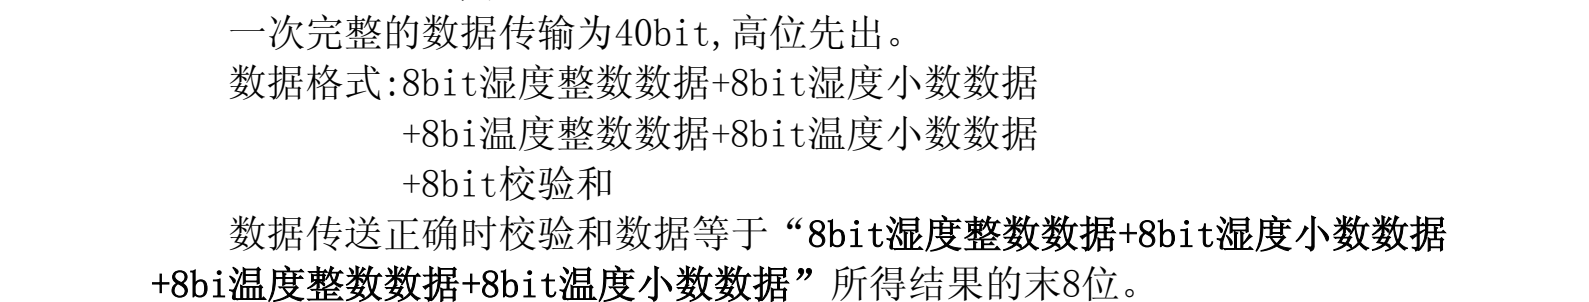 一次完整的数据传输为40bit,高位先出。
数据格式:8bit湿度整数数据+8bit湿度小数数据
+8bi温度整数数据+8bit温度小数数据
+8bit校验和
数据传送正确时校验和数据等于“8bit湿度整数数据+8bit湿度小数数据
+8bi温度整数数据+8bit温度小数数据”所得结果的末8位。